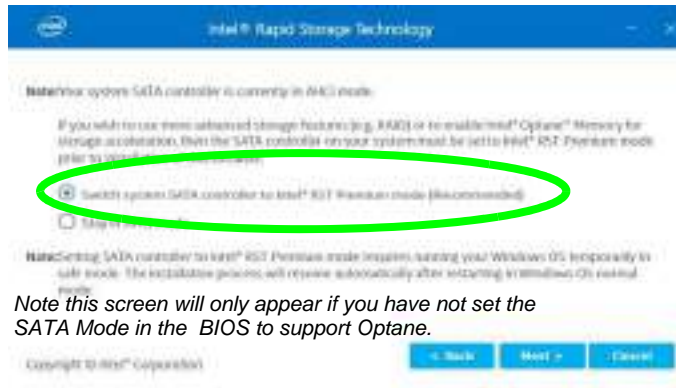 intel
Intel® Rapid Storage Technology
Note: Your system SATA controller is currently in AHCI mode.
If you wish to use more advanced storage features (e.g. RAID) or to enable Intel® Optane™ Memory for
storage acceleration, then the SATA controller on your system must be set to Intel® RST Premium mode
prior to
Switch system SATA controller to Intel® RST Premium mode (Recommended)
Stay in
Note: Setting SATA controller to Intel® RST Premium mode requires running your Windows OS temporarily in
safe mode. The installation process will resume automatically after restarting in Windows OS normal
mode.
Note this screen will only appear if you have not set the
SATA Mode in the BIOS to support Optane.
Copyright © Intel® Corporation
< Back
Next >
Cancel